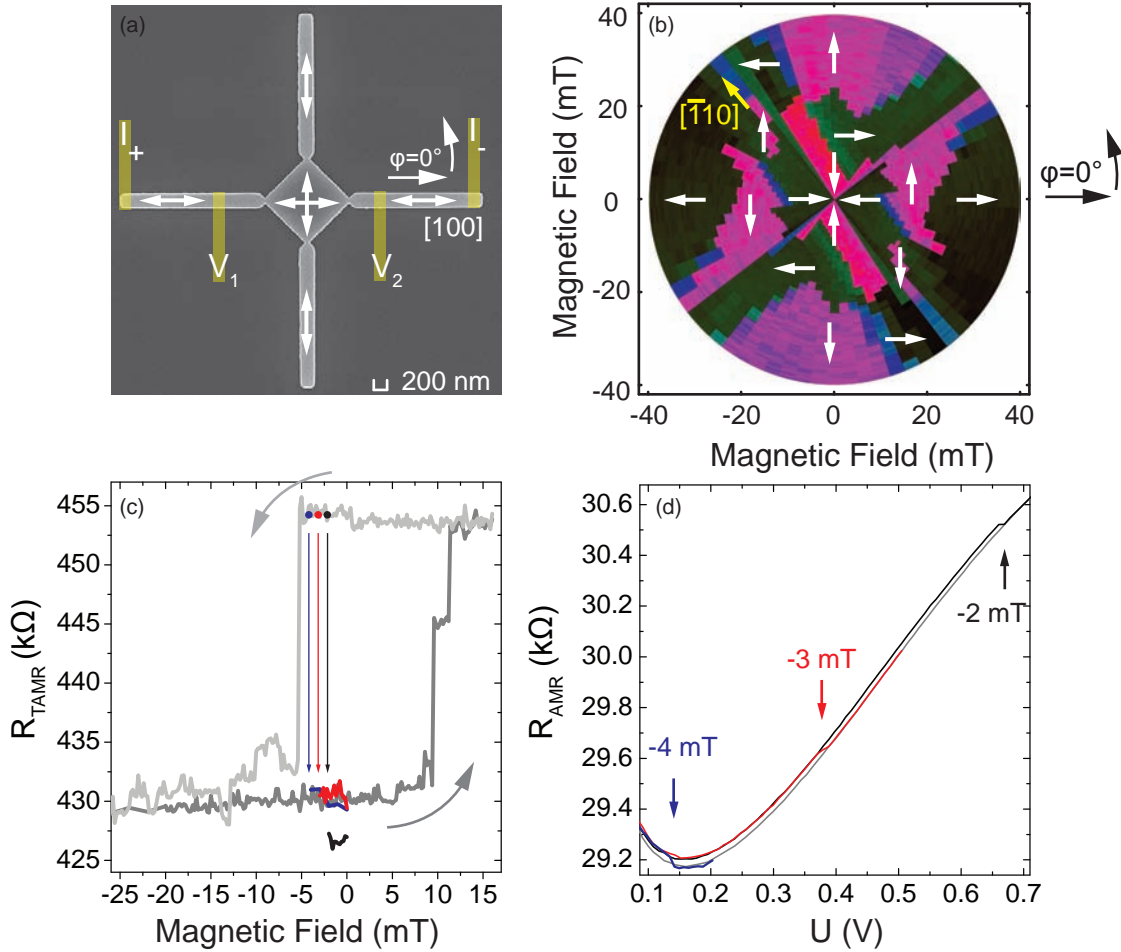 (a)
I+
I-
φ=0°
[100]
V1
V2
200 nm
(b)
Magnetic Field (mT)
40
20
0
-20
-40
[1̅10]
φ=0°
-40 -20 0 20 40
Magnetic Field (mT)
(c)
RTAMR (kΩ)
455
450
445
440
435
430
425
-25 -20 -15 -10 -5 0 5 10 15
Magnetic Field (mT)
(d)
RAMR (kΩ)
30.6
30.4
30.2
30.0
29.8
29.6
29.4
29.2
-2 mT
-3 mT
-4 mT
0.1 0.2 0.3 0.4 0.5 0.6 0.7
U (V)